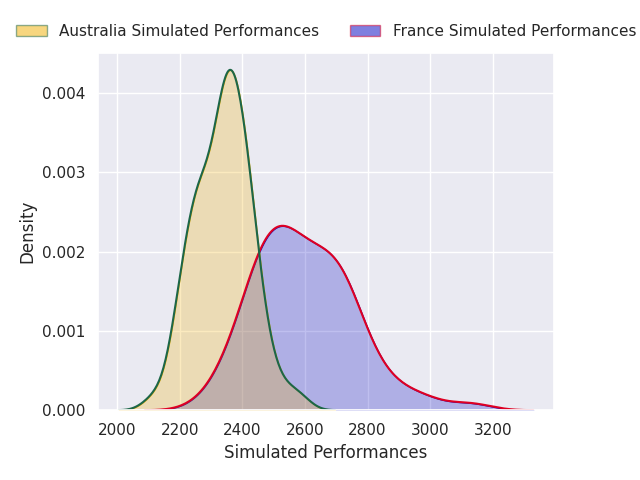 Australia Simulated Performances France Simulated Performances
0.004
0.003
0.002
0.001
0.000
Density
2000 2200 2400 2600 2800 3000 3200
Simulated Performances